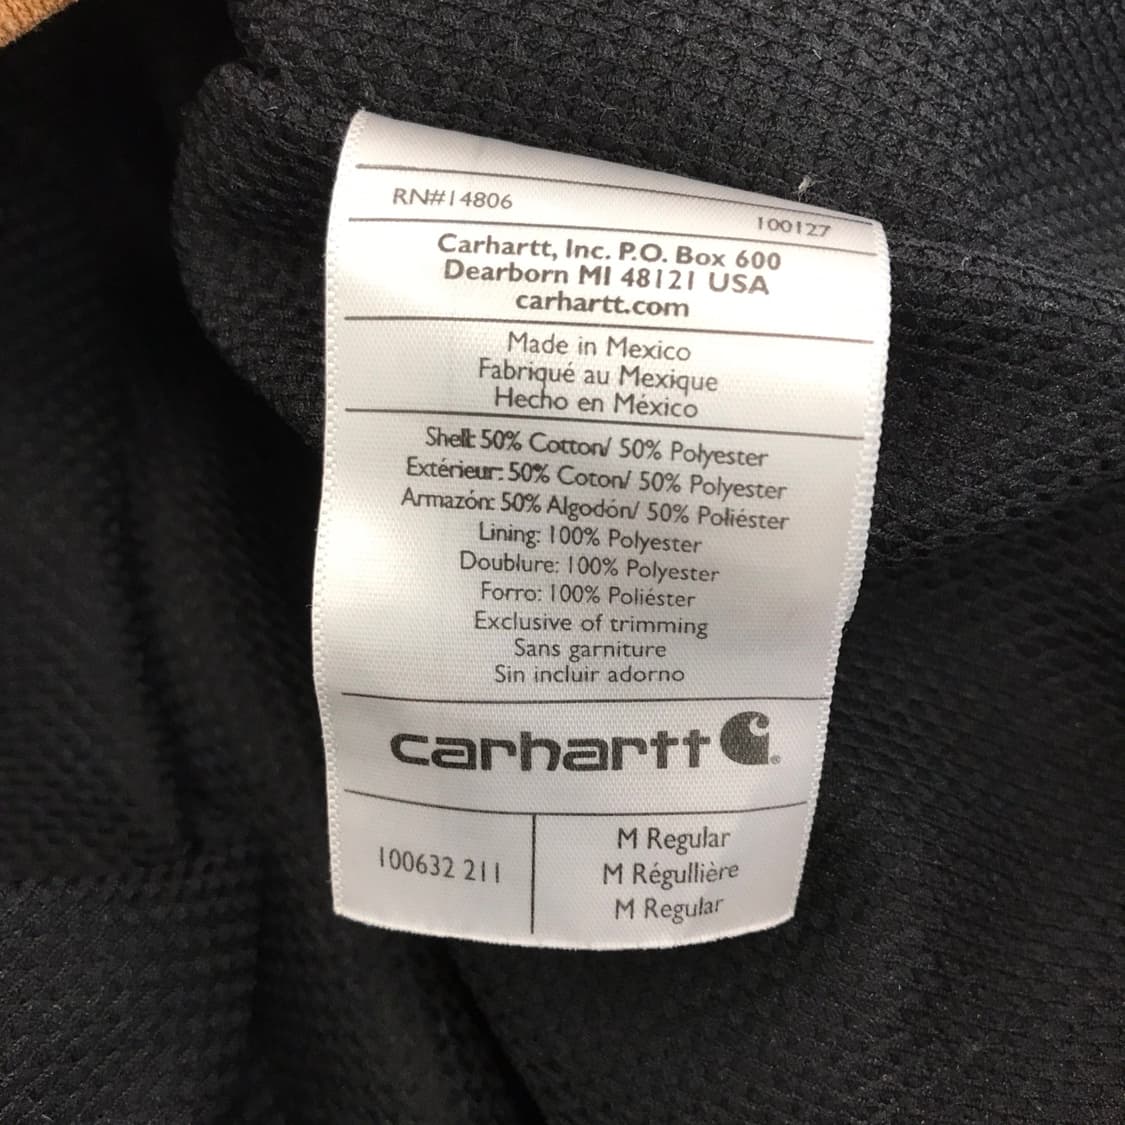 RN#14806
100127
Carhartt, Inc. P.O. Box 600
Dearborn MI 48121 USA
carhartt.com
Made in Mexico
Fabriqué au Mexique
Hecho en México
Shell: 50% Cotton/ 50% Polyester
Extérieur: 50% Coton/ 50% Polyester
Armazón: 50% Algodón/ 50% Poliéster
Lining: 100% Polyester
Doublure: 100% Polyester
Forro: 100% Poliéster
Exclusive of trimming
Sans garniture
Sin incluir adorno
carhartt
100632 211
M Regular
M Régullière
M Regular